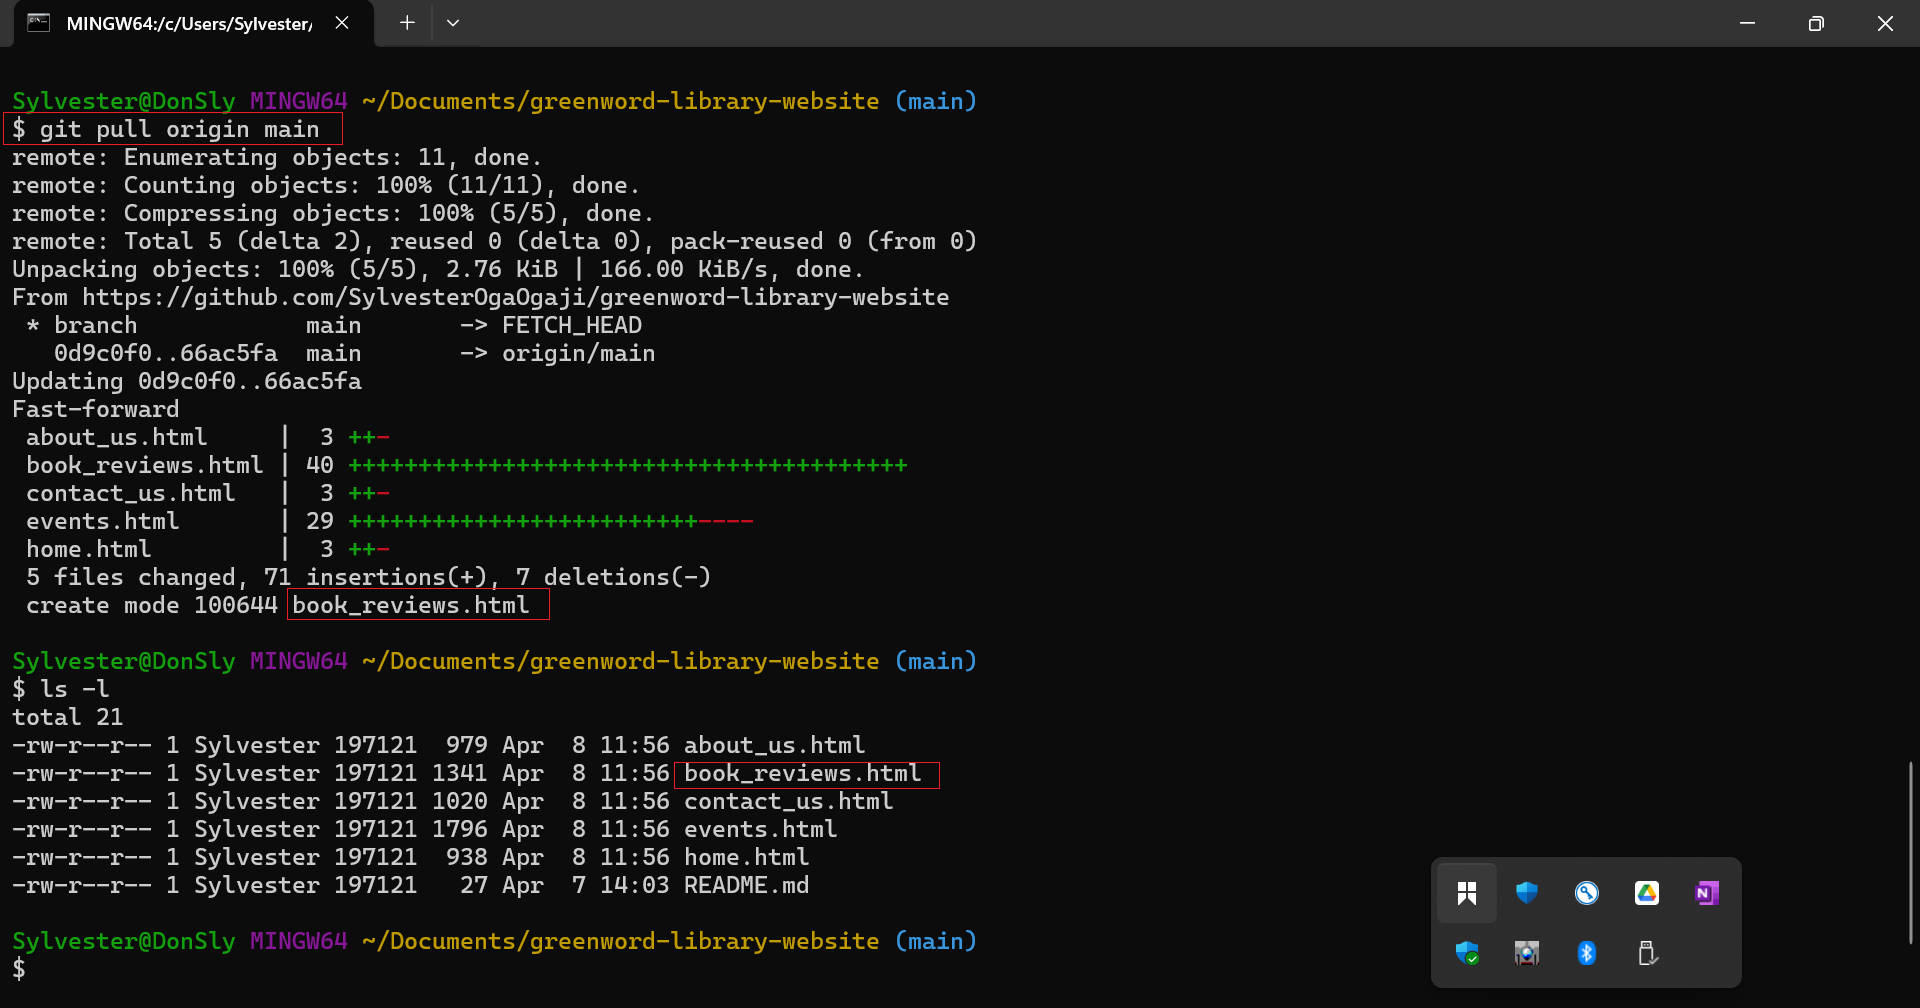 MINGW64:/c/Users/Sylvester/
Sylvester@DonSly MINGW64 ~/Documents/greenword-library-website (main)
$ git pull origin main
remote: Enumerating objects: 11, done.
remote: Counting objects: 100% (11/11), done.
remote: Compressing objects: 100% (5/5), done.
remote: Total 5 (delta 2), reused 0 (delta 0), pack-reused 0 (from 0)
Unpacking objects: 100% (5/5), 2.76 KiB | 166.00 KiB/s, done.
From https://github.com/SylvesterOgaOgaji/greenword-library-website
 * branch            main       -> FETCH_HEAD
   0d9c0f0..66ac5fa  main       -> origin/main
Updating 0d9c0f0..66ac5fa
Fast-forward
 about_us.html     |  3 ++-
 book_reviews.html | 40 ++++++++++++++++++++++++++++++++++++++++
 contact_us.html   |  3 ++-
 events.html       | 29 +++++++++++++++++++++++++----
 home.html         |  3 ++-
 5 files changed, 71 insertions(+), 7 deletions(-)
 create mode 100644 book_reviews.html
Sylvester@DonSly MINGW64 ~/Documents/greenword-library-website (main)
$ ls -l
total 21
-rw-r--r-- 1 Sylvester 197121  979 Apr  8 11:56 about_us.html
-rw-r--r-- 1 Sylvester 197121 1341 Apr  8 11:56 book_reviews.html
-rw-r--r-- 1 Sylvester 197121 1020 Apr  8 11:56 contact_us.html
-rw-r--r-- 1 Sylvester 197121 1796 Apr  8 11:56 events.html
-rw-r--r-- 1 Sylvester 197121  938 Apr  8 11:56 home.html
-rw-r--r-- 1 Sylvester 197121   27 Apr  7 14:03 README.md
Sylvester@DonSly MINGW64 ~/Documents/greenword-library-website (main)
$
N